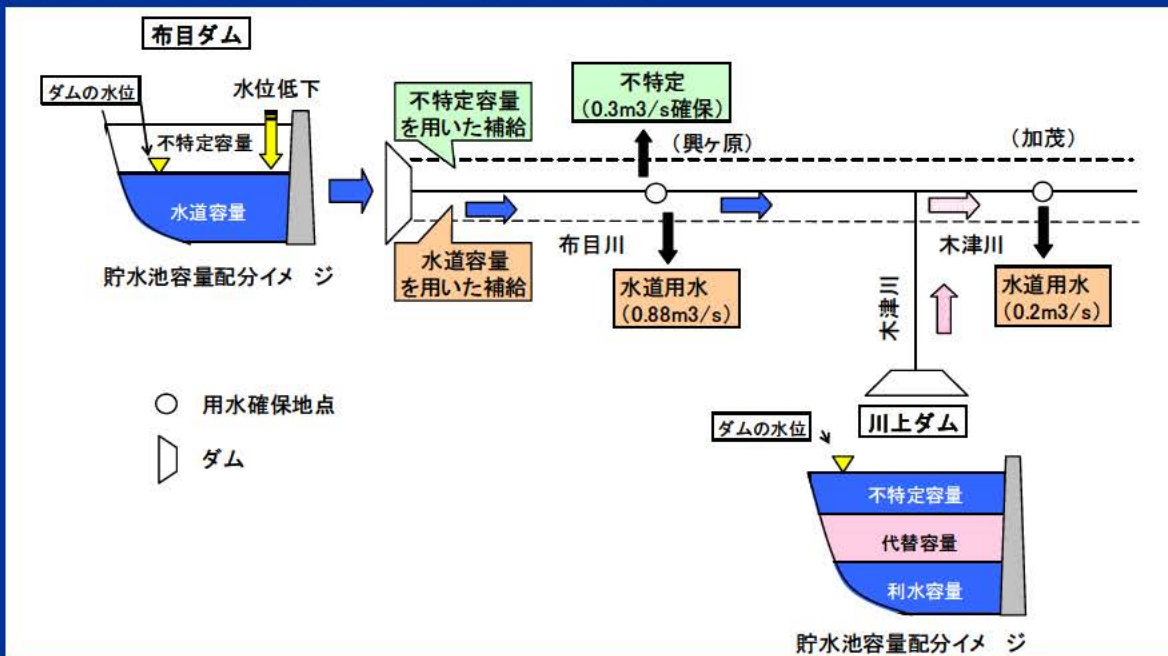 布目ダム
ダムの水位
水位低下
不特定容量
水道容量
貯水池容量配分イメージ
不特定容量
を用いた補給
水道容量
を用いた補給
不特定
(0.3m3/s確保)
(興ヶ原)
(加茂)
布目川
木津川
水道用水
(0.88m3/s)
水道用水
(0.2m3/s)
木津川
用水確保地点
ダム
川上ダム
ダムの水位
不特定容量
代替容量
利水容量
貯水池容量配分イメージ